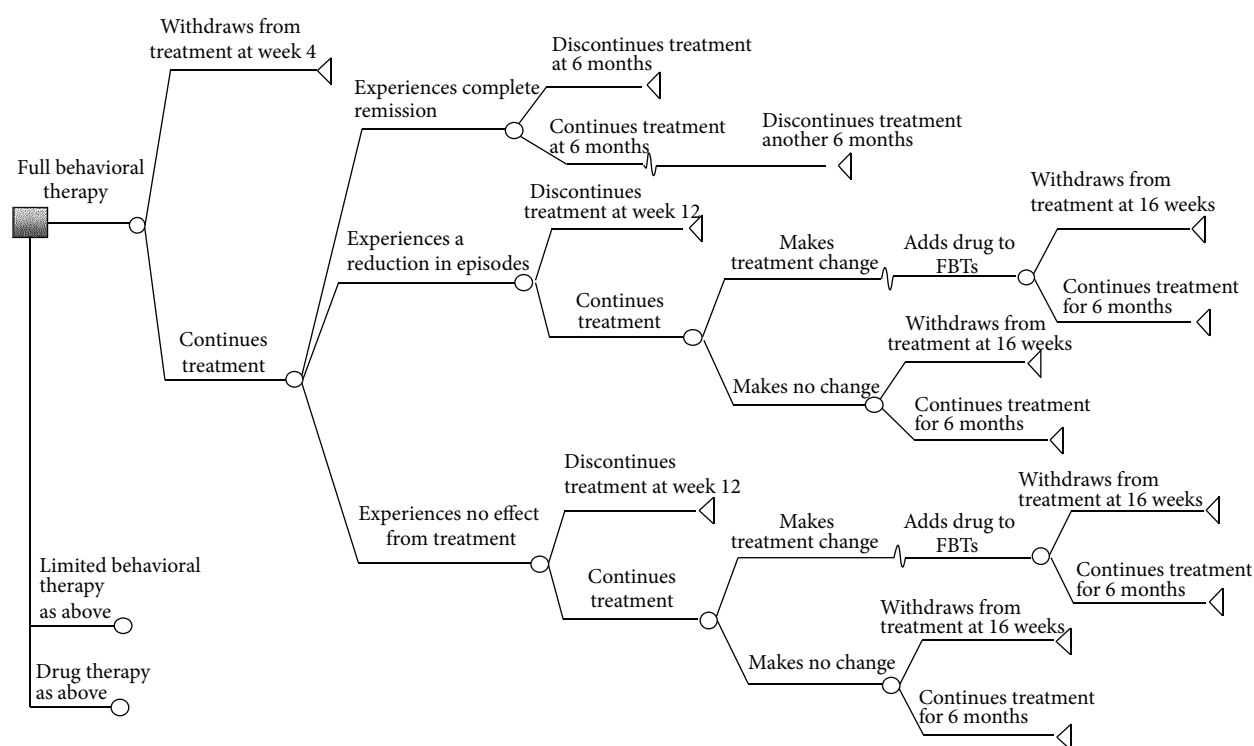 Withdraws from
treatment at week 4
Discontinues treatment
at 6 months
Experiences complete
remission
Continues treatment
at 6 months
Discontinues treatment
another 6 months
Full behavioral
therapy
Discontinues
treatment at week 12
Withdraws from
treatment at 16 weeks
Experiences a
reduction in episodes
Makes
treatment change
Adds drug to
FBTs
Continues treatment
for 6 months
Continues
treatment
Continues
treatment
Withdraws from
treatment at 16 weeks
Makes no change
Continues treatment
for 6 months
Discontinues
treatment at week 12
Withdraws from
treatment at 16 weeks
Experiences no effect
from treatment
Makes
treatment change
Adds drug to
FBTs
Continues treatment
for 6 months
Continues
treatment
Limited behavioral
therapy
as above
Withdraws from
treatment at 16 weeks
Makes no change
Drug therapy
as above
Continues treatment
for 6 months